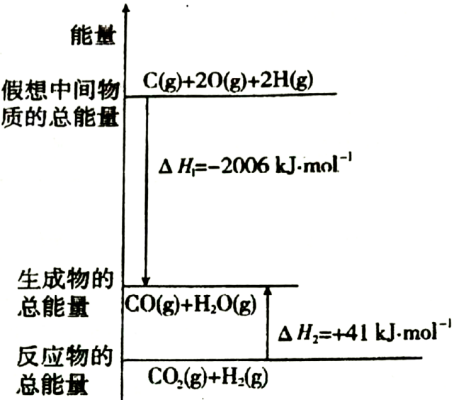 能量
C(g)+2O(g)+2H(g)
假想中间物
质的总能量
ΔH₁=-2006 kJ·mol⁻¹
生成物的
总能量
CO(g)+H₂O(g)
ΔH₂=+41 kJ·mol⁻¹
反应物的
总能量
CO₂(g)+H₂(g)